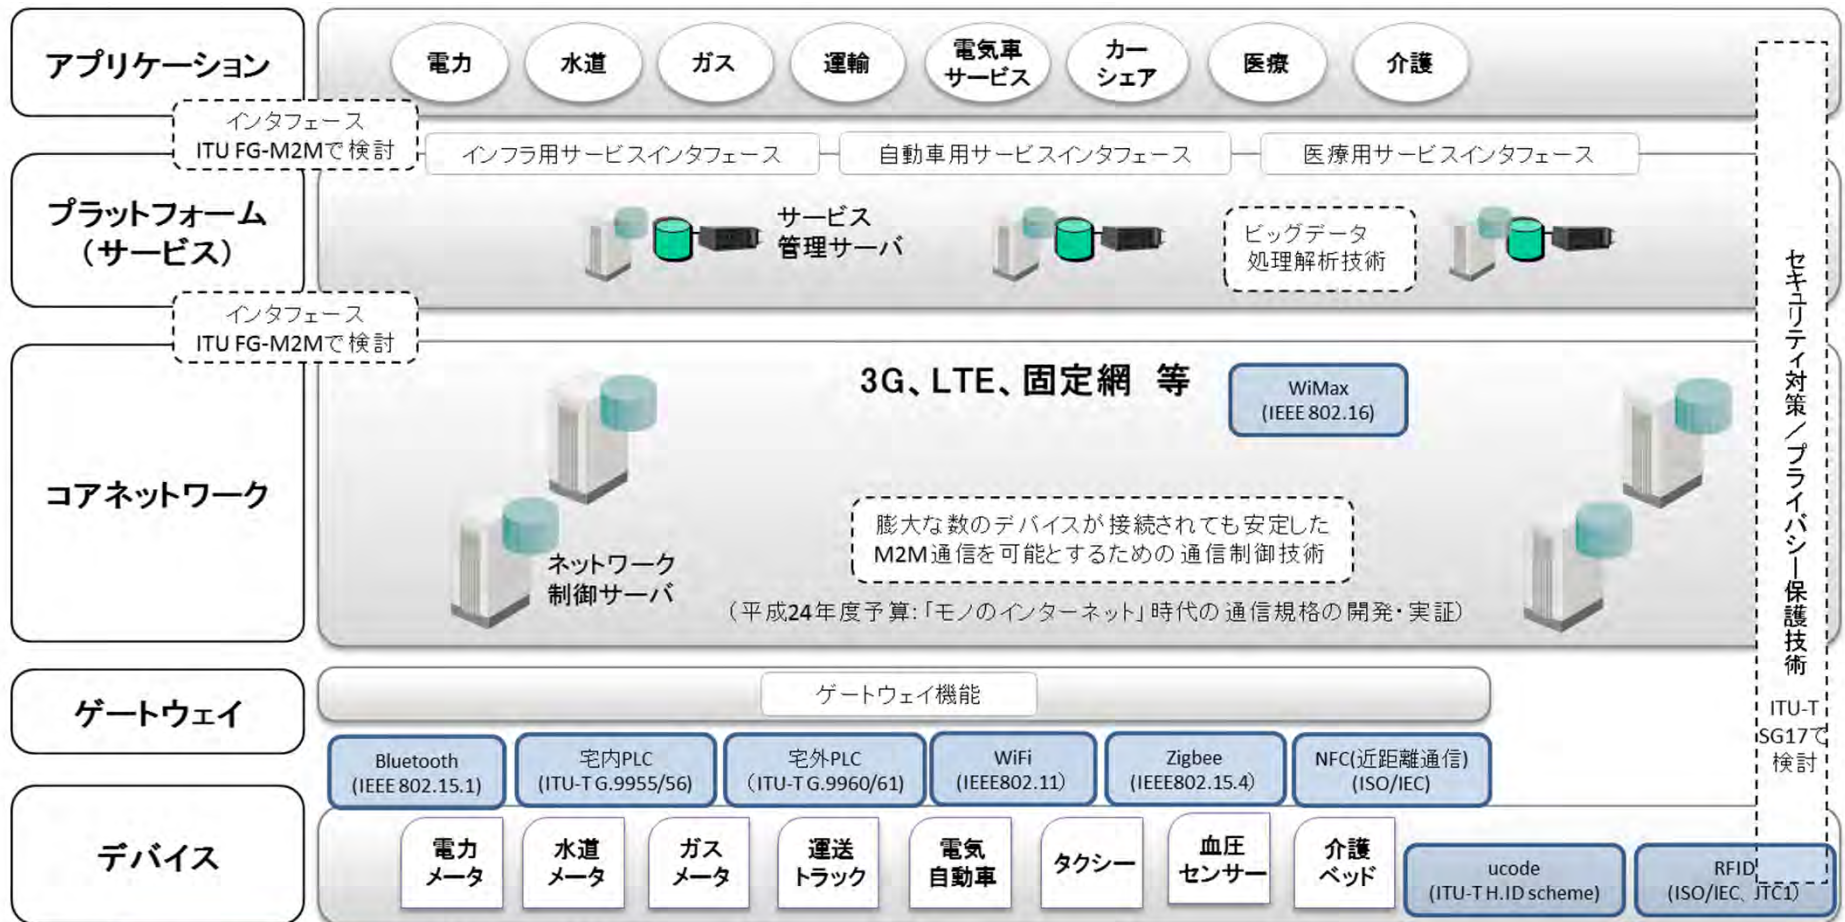 アプリケーション
電力
水道
ガス
運輸
電気車
サービス
カー
シェア
医療
介護
インタフェース
ITU FG-M2Mで検討
インフラ用サービスインタフェース
自動車用サービスインタフェース
医療用サービスインタフェース
プラットフォーム
（サービス）
サービス
管理サーバ
ビッグデータ
処理解析技術
インタフェース
ITU FG-M2Mで検討
コアネットワーク
3G、LTE、固定網 等
WiMax
(IEEE 802.16)
ネットワーク
制御サーバ
膨大な数のデバイスが接続されても安定した
M2M通信を可能とするための通信制御技術
（平成24年度予算：「モノのインターネット」時代の通信規格の開発・実証）
セキュリティ対策／プライバシー保護技術
ITU-T
SG17で
検討
ゲートウェイ
ゲートウェイ機能
Bluetooth
(IEEE 802.15.1)
宅内PLC
(ITU-T G.9955/56)
宅外PLC
（ITU-T G.9960/61)
WiFi
(IEEE802.11）
Zigbee
(IEEE802.15.4）
NFC(近距離通信)
(ISO/IEC)
デバイス
電力
メータ
水道
メータ
ガス
メータ
運送
トラック
電気
自動車
タクシー
血圧
センサー
介護
ベッド
ucode
(ITU-T H.ID scheme)
RFID
(ISO/IEC、JTC1)